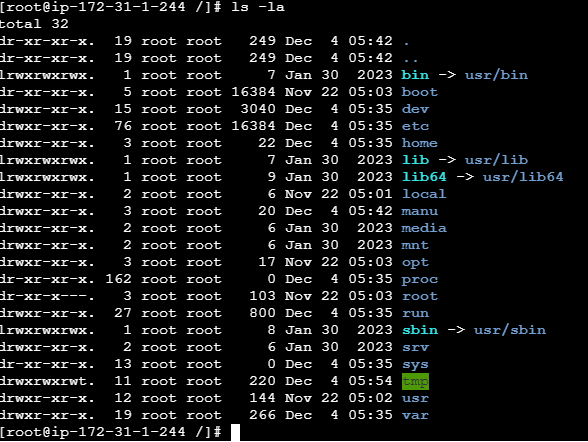 [root@ip-172-31-1-244 /]# ls -la
total 32
dr-xr-xr-x.  19 root root   249 Dec  4 05:42 .
dr-xr-xr-x.  19 root root   249 Dec  4 05:42 ..
lrwxrwxrwx.   1 root root     7 Jan 30  2023 bin -> usr/bin
dr-xr-xr-x.   5 root root 16384 Nov 22 05:03 boot
drwxr-xr-x.  15 root root  3040 Dec  4 05:35 dev
drwxr-xr-x.  76 root root 16384 Dec  4 05:35 etc
drwxr-xr-x.   3 root root    22 Dec  4 05:35 home
lrwxrwxrwx.   1 root root     7 Jan 30  2023 lib -> usr/lib
lrwxrwxrwx.   1 root root     9 Jan 30  2023 lib64 -> usr/lib64
drwxr-xr-x.   2 root root     6 Nov 22 05:01 local
drwxr-xr-x.   3 root root    20 Dec  4 05:42 manu
drwxr-xr-x.   2 root root     6 Jan 30  2023 media
drwxr-xr-x.   2 root root     6 Jan 30  2023 mnt
drwxr-xr-x.   3 root root    17 Nov 22 05:03 opt
dr-xr-xr-x. 162 root root     0 Dec  4 05:35 proc
dr-xr-x---.   3 root root   103 Nov 22 05:03 root
drwxr-xr-x.  27 root root   800 Dec  4 05:35 run
lrwxrwxrwx.   1 root root     8 Jan 30  2023 sbin -> usr/sbin
drwxr-xr-x.   2 root root     6 Jan 30  2023 srv
dr-xr-xr-x.  13 root root     0 Dec  4 05:35 sys
drwxrwxrwt.  11 root root   220 Dec  4 05:54 tmp
drwxr-xr-x.  12 root root   144 Nov 22 05:02 usr
drwxr-xr-x.  19 root root   266 Dec  4 05:35 var
[root@ip-172-31-1-244 /]#